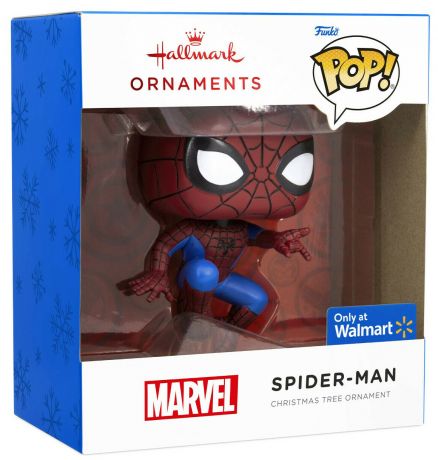 Hallmark
ORNAMENTS
Funko
POP!
Only at
Walmart
MARVEL
SPIDER-MAN
CHRISTMAS TREE ORNAMENT